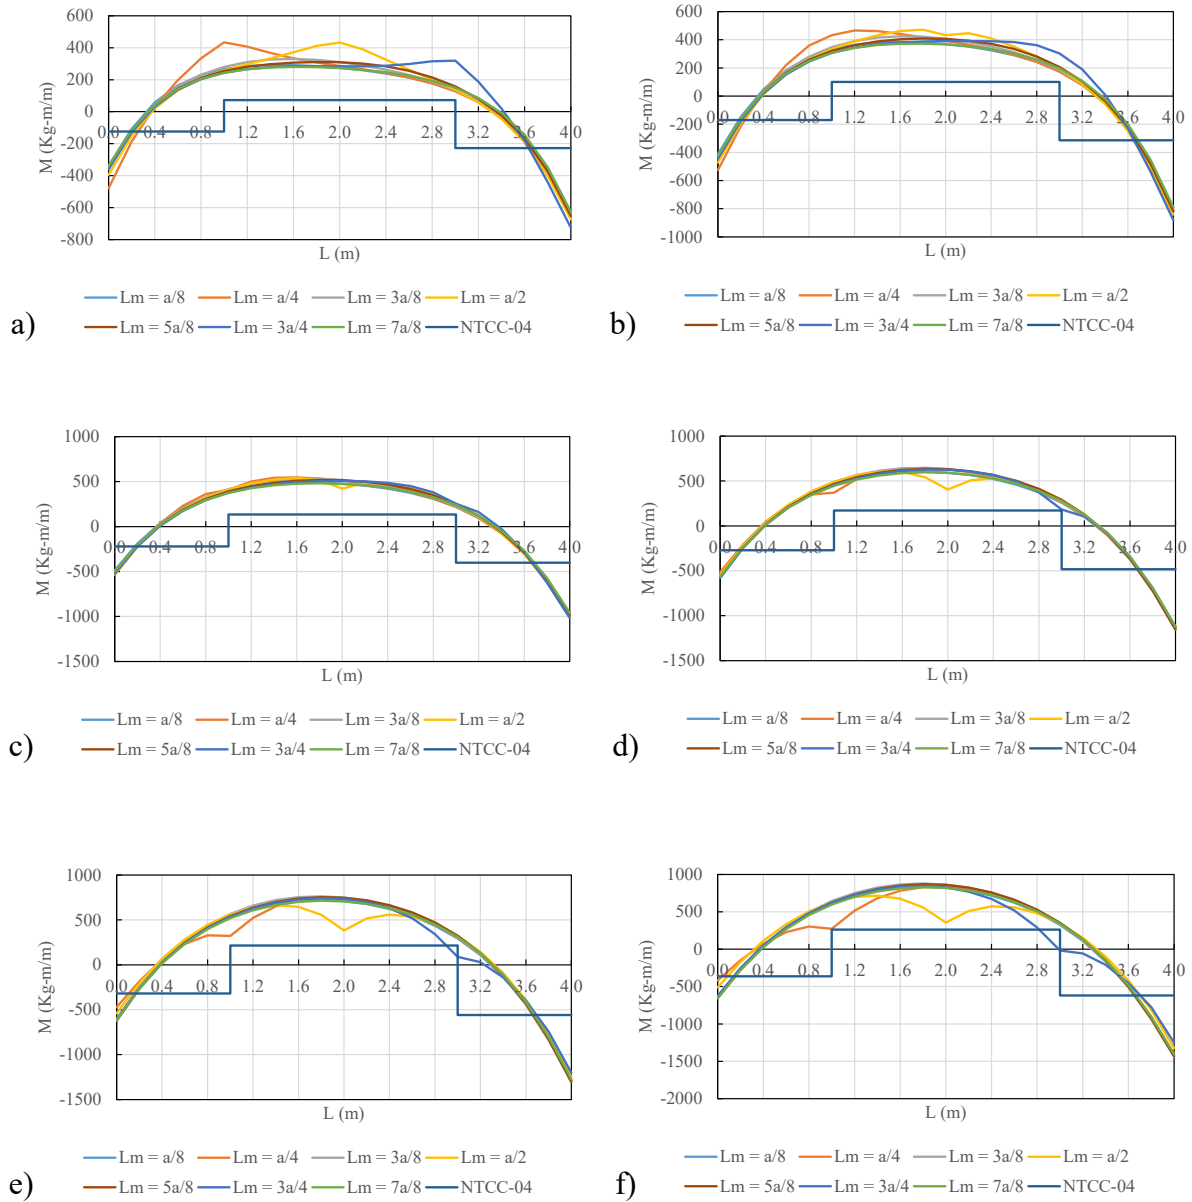 600
400
200
0
-200
-400
-600
-800
M (Kg-m/m)
0.0 0.4 0.8 1.2 1.6 2.0 2.4 2.8 3.2 3.6 4.0
L (m)
Lm = a/8 Lm = a/4 Lm = 3a/8 Lm = a/2
Lm = 5a/8 Lm = 3a/4 Lm = 7a/8 NTCC-04
a)
600
400
200
0
-200
-400
-600
-800
-1000
M (Kg-m/m)
0.0 0.4 0.8 1.2 1.6 2.0 2.4 2.8 3.2 3.6 4.0
L (m)
Lm = a/8 Lm = a/4 Lm = 3a/8 Lm = a/2
Lm = 5a/8 Lm = 3a/4 Lm = 7a/8 NTCC-04
b)
1000
500
0
-500
-1000
-1500
M (Kg-m/m)
0.0 0.4 0.8 1.2 1.6 2.0 2.4 2.8 3.2 3.6 4.0
L (m)
Lm = a/8 Lm = a/4 Lm = 3a/8 Lm = a/2
Lm = 5a/8 Lm = 3a/4 Lm = 7a/8 NTCC-04
c)
1000
500
0
-500
-1000
-1500
M (Kg-m/m)
0.0 0.4 0.8 1.2 1.6 2.0 2.4 2.8 3.2 3.6 4.0
L (m)
Lm = a/8 Lm = a/4 Lm = 3a/8 Lm = a/2
Lm = 5a/8 Lm = 3a/4 Lm = 7a/8 NTCC-04
d)
1000
500
0
-500
-1000
-1500
M (Kg-m/m)
0.0 0.4 0.8 1.2 1.6 2.0 2.4 2.8 3.2 3.6 4.0
L (m)
Lm = a/8 Lm = a/4 Lm = 3a/8 Lm = a/2
Lm = 5a/8 Lm = 3a/4 Lm = 7a/8 NTCC-04
e)
1000
500
0
-500
-1000
-1500
-2000
M (Kg-m/m)
0.0 0.4 0.8 1.2 1.6 2.0 2.4 2.8 3.2 3.6 4.0
L (m)
Lm = a/8 Lm = a/4 Lm = 3a/8 Lm = a/2
Lm = 5a/8 Lm = 3a/4 Lm = 7a/8 NTCC-04
f)